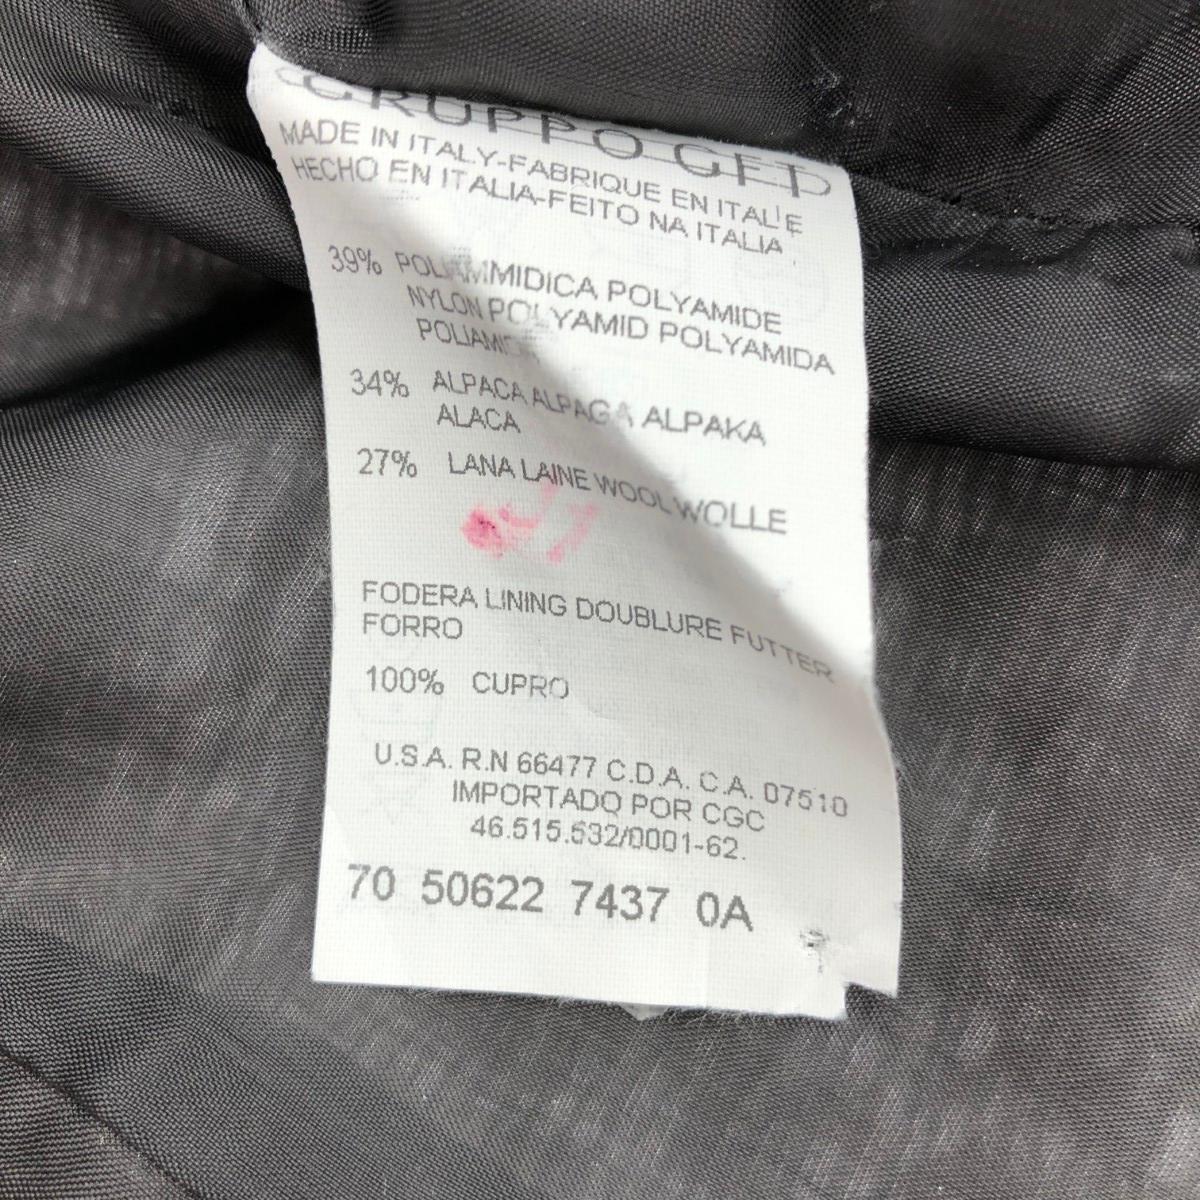 GRUPPO GFT
MADE IN ITALY-FABRIQUE EN ITALIE
HECHO EN ITALIA-FEITO NA ITALIA
39% POLIAMMIDICA POLYAMIDE
NYLON POLYAMID POLYAMIDA
POLIAMIDA
34% ALPACA ALPAGA ALPAKA
ALACA
27% LANA LAINE WOOL WOLLE
FODERA LINING DOUBLURE FUTTER
FORRO
100% CUPRO
U.S.A. R.N 66477 C.D.A. C.A. 07510
IMPORTADO POR CGC
46.515.532/0001-62.
70 50622 7437 0A